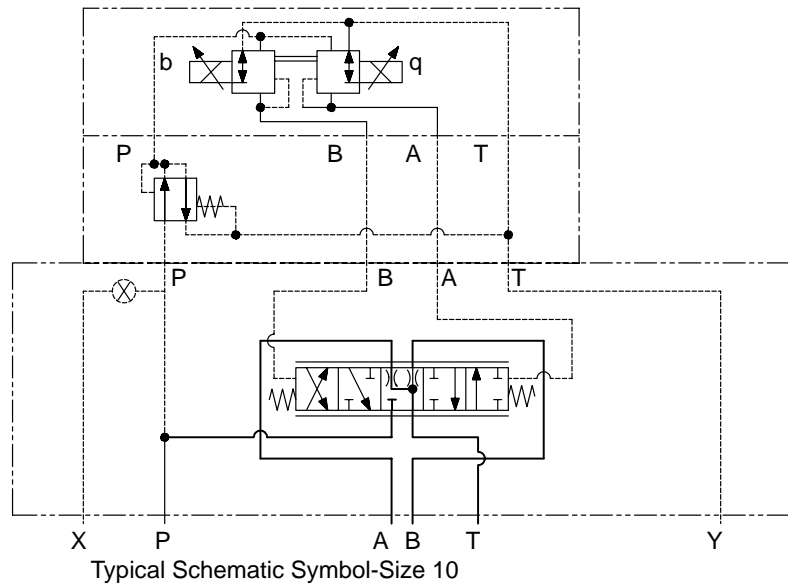 b q
P B A T
P B A T
X P A B T Y
Typical Schematic Symbol-Size 10